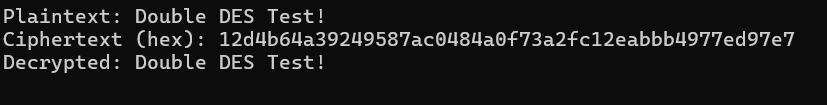 Plaintext: Double DES Test!
Ciphertext (hex): 12d4b64a39249587ac0484a0f73a2fc12eabbb4977ed97e7
Decrypted: Double DES Test!